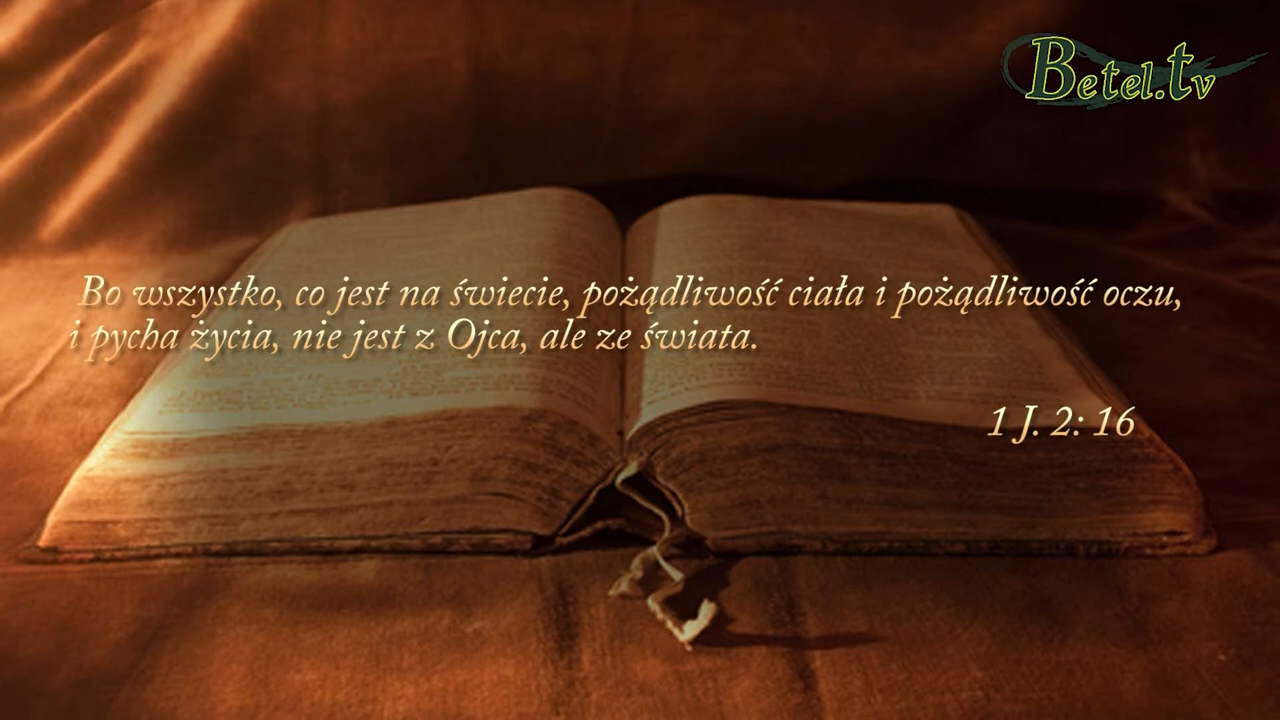 Betel.tv
Bo wszystko, co jest na świecie, pożądliwość ciała i pożądliwość oczu,
i pycha życia, nie jest z Ojca, ale ze świata.
1 J. 2: 16